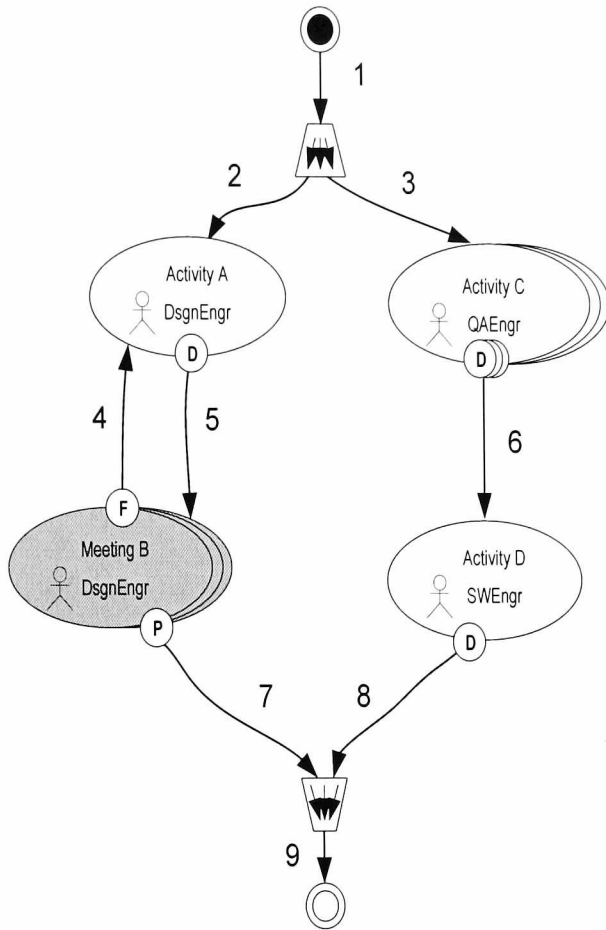 1
2
3
Activity A
DsgnEngr
D
Activity C
QAEngr
D
4
5
6
F
Meeting B
DsgnEngr
P
Activity D
SWEngr
D
7
8
9